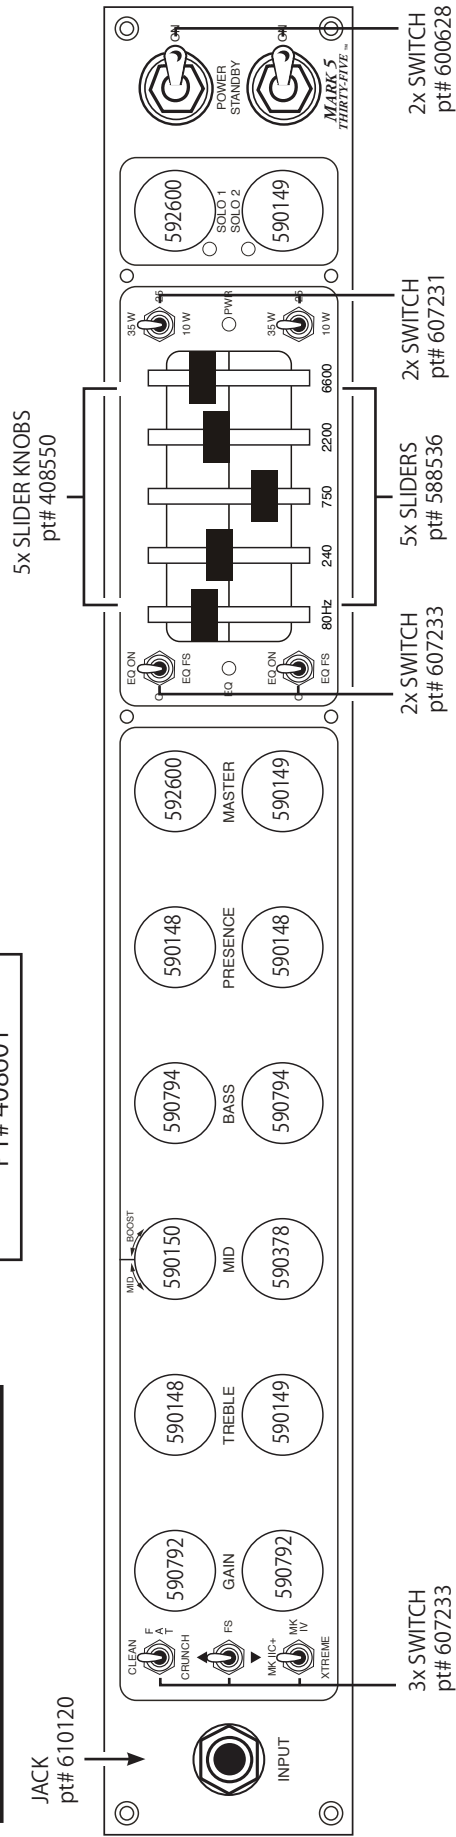 5x SLIDER KNOBS
pt# 408550
JACK
pt# 610120
INPUT
CLEAN
FAT
CRUNCH
FS
MK IIC+
MK IV
XTREME
590792
GAIN
590792
590148
TREBLE
590149
MID
BOOST
590150
MID
590378
590794
BASS
590794
590148
PRESENCE
590148
592600
MASTER
590149
EQ ON
EQ FS
EQ
EQ ON
EQ FS
80Hz
240
750
2200
6600
35 W
10 W
PWR
35 W
10 W
592600
SOLO 1
SOLO 2
590149
ON
POWER
STANDBY
ON
MARK 5
THIRTY-FIVE ™
3x SWITCH
pt# 607233
2x SWITCH
pt# 607233
5x SLIDERS
pt# 588536
2x SWITCH
pt# 607231
2x SWITCH
pt# 600628